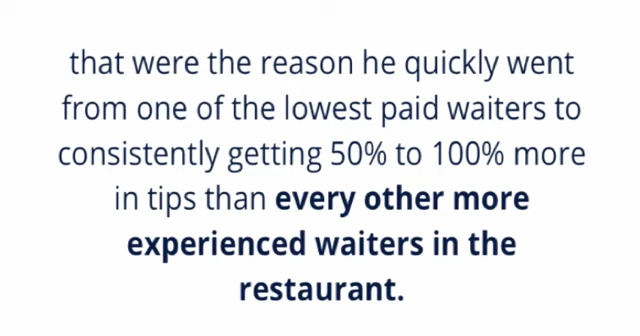 that were the reason he quickly went
from one of the lowest paid waiters to
consistently getting 50% to 100% more
in tips than every other more
experienced waiters in the
restaurant.